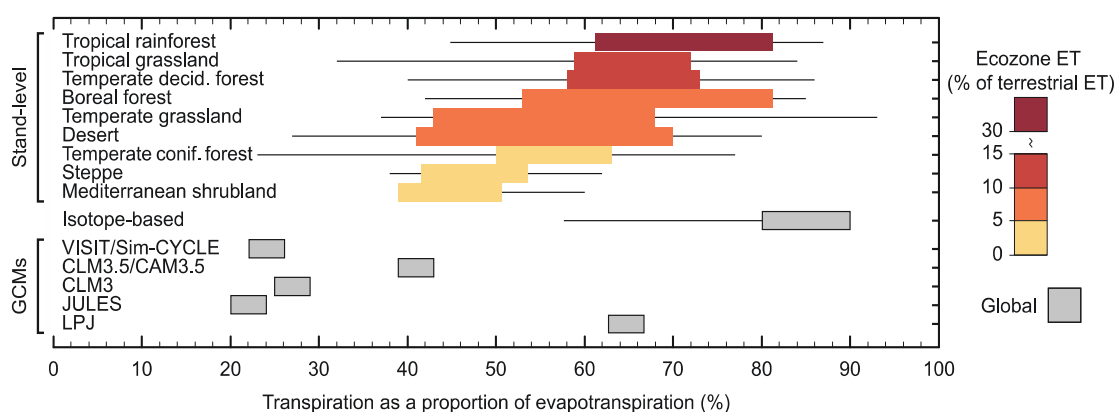 Stand-level
Tropical rainforest
Tropical grassland
Temperate decid. forest
Boreal forest
Temperate grassland
Desert
Temperate conif. forest
Steppe
Mediterranean shrubland
Isotope-based
GCMs
VISIT/Sim-CYCLE
CLM3.5/CAM3.5
CLM3
JULES
LPJ
0 10 20 30 40 50 60 70 80 90 100
Transpiration as a proportion of evapotranspiration (%)
Ecozone ET
(% of terrestrial ET)
30
~
15
10
5
0
Global